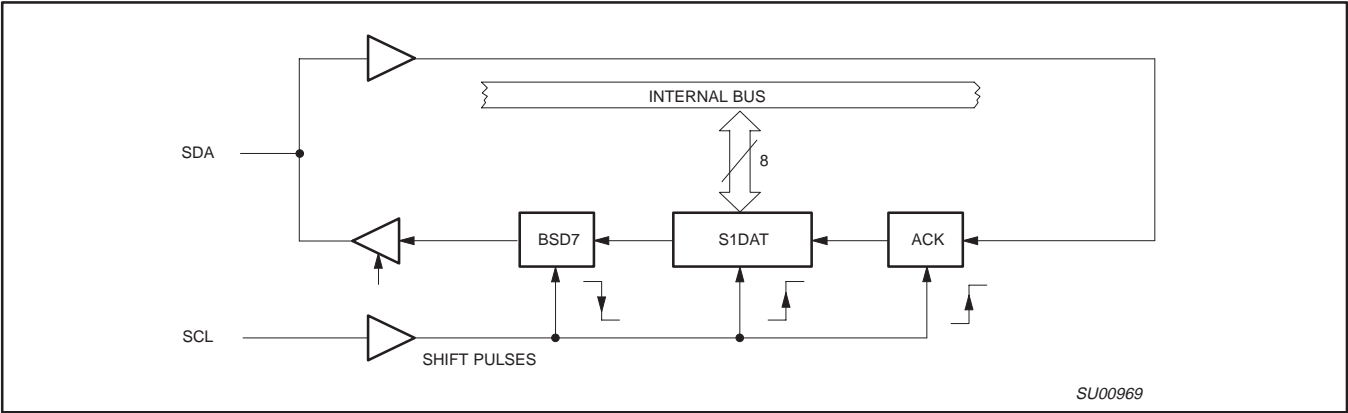 INTERNAL BUS
SDA
8
BSD7
S1DAT
ACK
SCL
SHIFT PULSES
SU00969